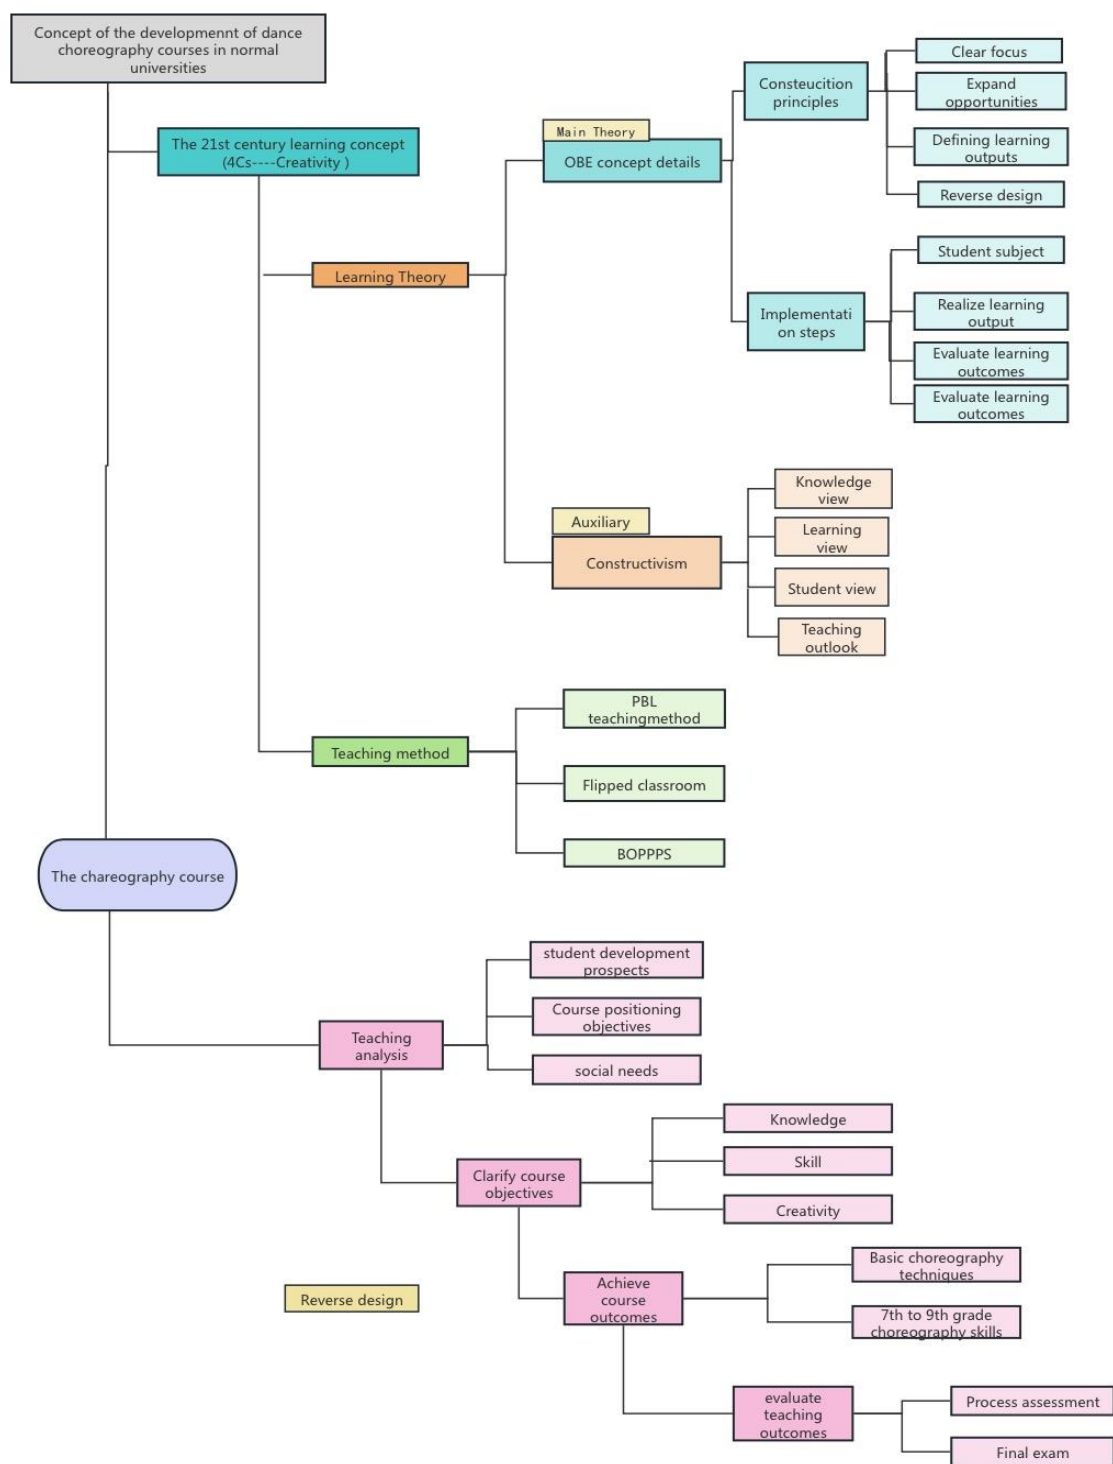 Concept of the developmennt of dance
choreography courses in normal
universities
The 21st century learning concept
(4Cs----Creativity )
Learning Theory
Main Theory
OBE concept details
Consteucition
principles
Clear focus
Expand
opportunities
Defining learning
outputs
Reverse design
Implementati
on steps
Student subject
Realize learning
output
Evaluate learning
outcomes
Evaluate learning
outcomes
Auxiliary
Constructivism
Knowledge
view
Learning
view
Student view
Teaching
outlook
Teaching method
PBL
teachingmethod
Flipped classroom
BOPPPS
The chareography course
Teaching
analysis
student development
prospects
Course positioning
objectives
social needs
Clarify course
objectives
Knowledge
Skill
Creativity
Reverse design
Achieve
course
outcomes
Basic choreography
techniques
7th to 9th grade
choreography skills
evaluate
teaching
outcomes
Process assessment
Final exam